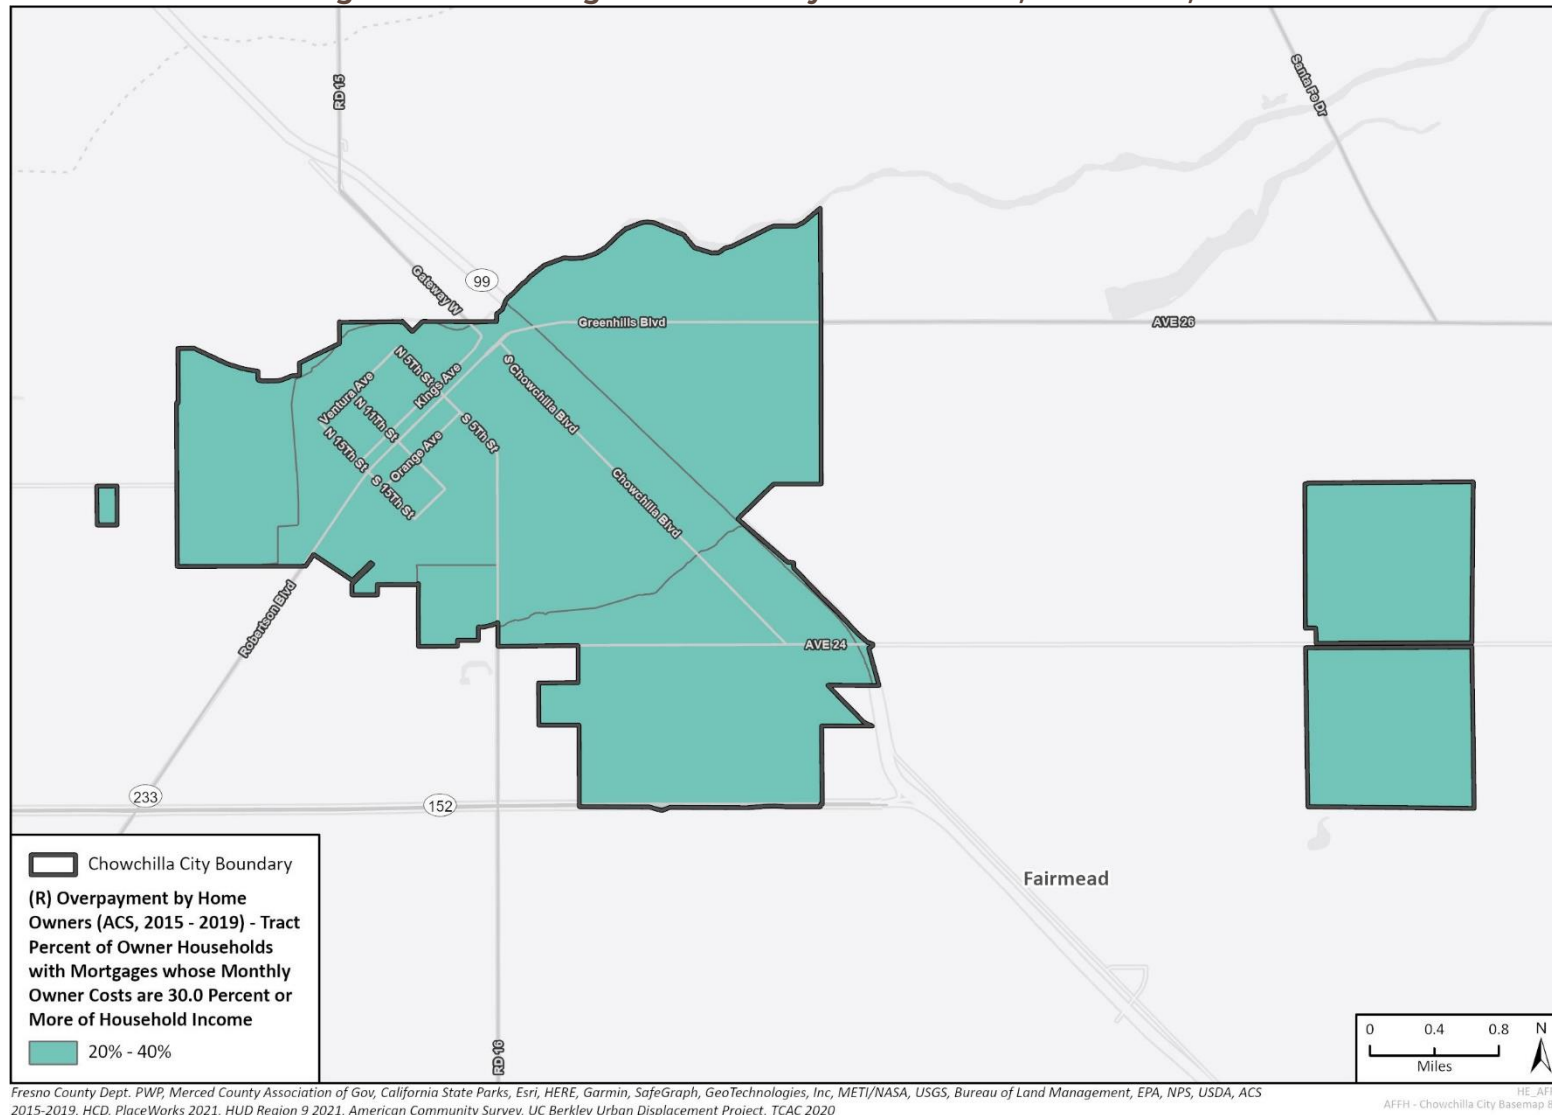 RD 15
Santa Fe Dr
Gateway W
99
Greenhills Blvd
AVE 26
N 5Th St
S Chowchilla Blvd
Kings Ave
Ventura Ave
N 11Th St
S 5Th St
Orange Ave
N 15Th St
S 15Th St
Chowchilla Blvd
Robertson Blvd
AVE 24
233
152
Fairmead
RD 16
Chowchilla City Boundary
(R) Overpayment by Home
Owners (ACS, 2015 - 2019) - Tract
Percent of Owner Households
with Mortgages whose Monthly
Owner Costs are 30.0 Percent or
More of Household Income
20% - 40%
0 0.4 0.8
Miles
N
Fresno County Dept. PWP, Merced County Association of Gov, California State Parks, Esri, HERE, Garmin, SafeGraph, GeoTechnologies, Inc, METI/NASA, USGS, Bureau of Land Management, EPA, NPS, USDA, ACS
2015-2019, HCD, PlaceWorks 2021, HUD Region 9 2021, American Community Survey, UC Berkley Urban Displacement Project, TCAC 2020
AFFH - Chowchilla City Basemap